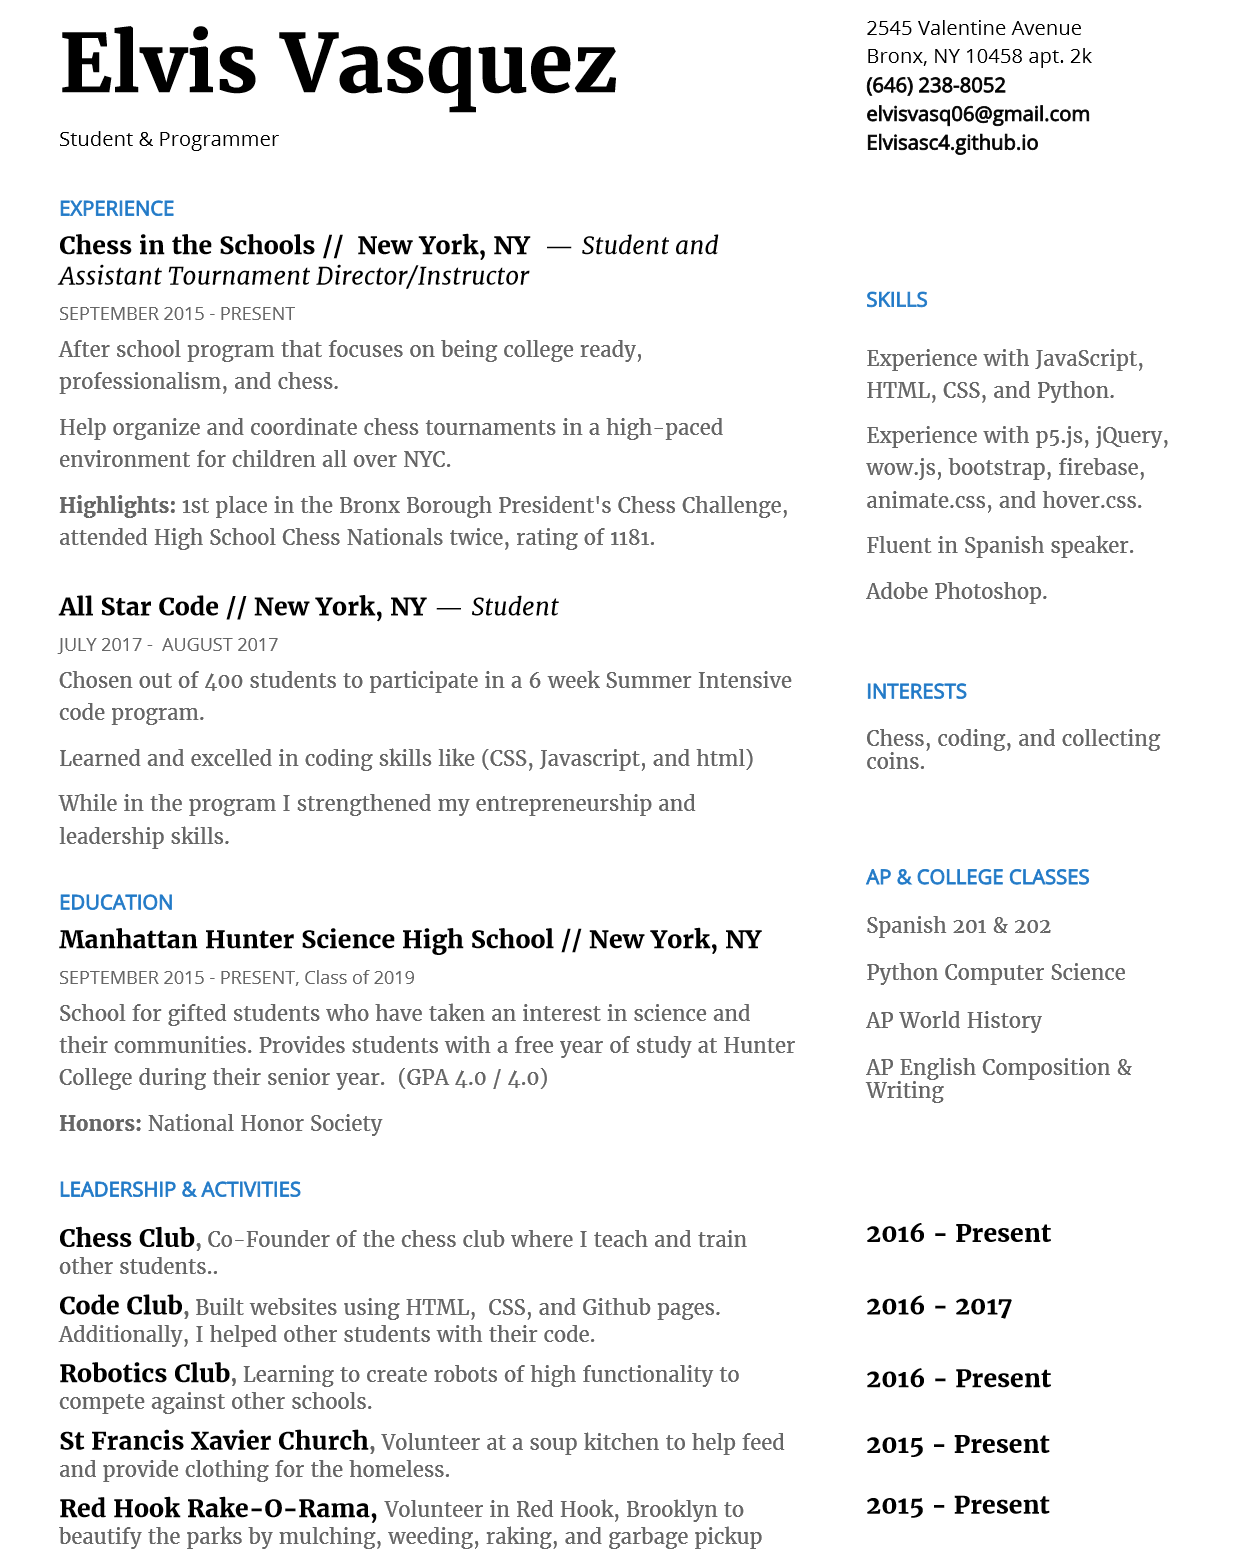 Elvis Vasquez
Student & Programmer
2545 Valentine Avenue
Bronx, NY 10458 apt. 2k
(646) 238-8052
elvisvasq06@gmail.com
Elvisasc4.github.io
EXPERIENCE
Chess in the Schools //  New York, NY  — Student and
Assistant Tournament Director/Instructor
SEPTEMBER 2015 - PRESENT
After school program that focuses on being college ready,
professionalism, and chess.
Help organize and coordinate chess tournaments in a high-paced
environment for children all over NYC.
Highlights: 1st place in the Bronx Borough President's Chess Challenge,
attended High School Chess Nationals twice, rating of 1181.
All Star Code // New York, NY — Student
JULY 2017 -  AUGUST 2017
Chosen out of 400 students to participate in a 6 week Summer Intensive
code program.
Learned and excelled in coding skills like (CSS, Javascript, and html)
While in the program I strengthened my entrepreneurship and
leadership skills.
EDUCATION
Manhattan Hunter Science High School // New York, NY
SEPTEMBER 2015 - PRESENT, Class of 2019
School for gifted students who have taken an interest in science and
their communities. Provides students with a free year of study at Hunter
College during their senior year.  (GPA 4.0 / 4.0)
Honors: National Honor Society
SKILLS
Experience with JavaScript,
HTML, CSS, and Python.
Experience with p5.js, jQuery,
wow.js, bootstrap, firebase,
animate.css, and hover.css.
Fluent in Spanish speaker.
Adobe Photoshop.
INTERESTS
Chess, coding, and collecting
coins.
AP & COLLEGE CLASSES
Spanish 201 & 202
Python Computer Science
AP World History
AP English Composition &
Writing
LEADERSHIP & ACTIVITIES
Chess Club, Co-Founder of the chess club where I teach and train
other students..
2016 - Present
Code Club, Built websites using HTML,  CSS, and Github pages.
Additionally, I helped other students with their code.
2016 - 2017
Robotics Club, Learning to create robots of high functionality to
compete against other schools.
2016 - Present
St Francis Xavier Church, Volunteer at a soup kitchen to help feed
and provide clothing for the homeless.
2015 - Present
Red Hook Rake-O-Rama, Volunteer in Red Hook, Brooklyn to
beautify the parks by mulching, weeding, raking, and garbage pickup
2015 - Present